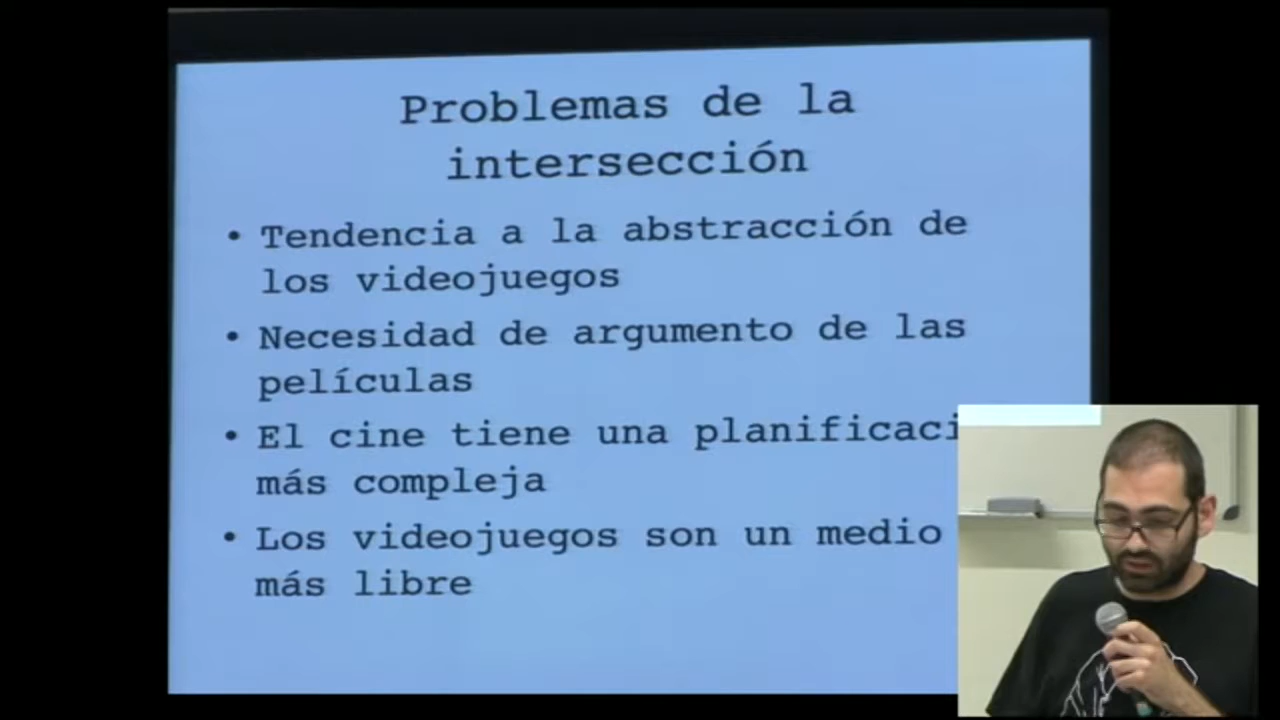 Problemas de la
intersección
• Tendencia a la abstracción de
los videojuegos
• Necesidad de argumento de las
películas
• El cine tiene una
más compleja
• Los videojuegos son un medio
más libre